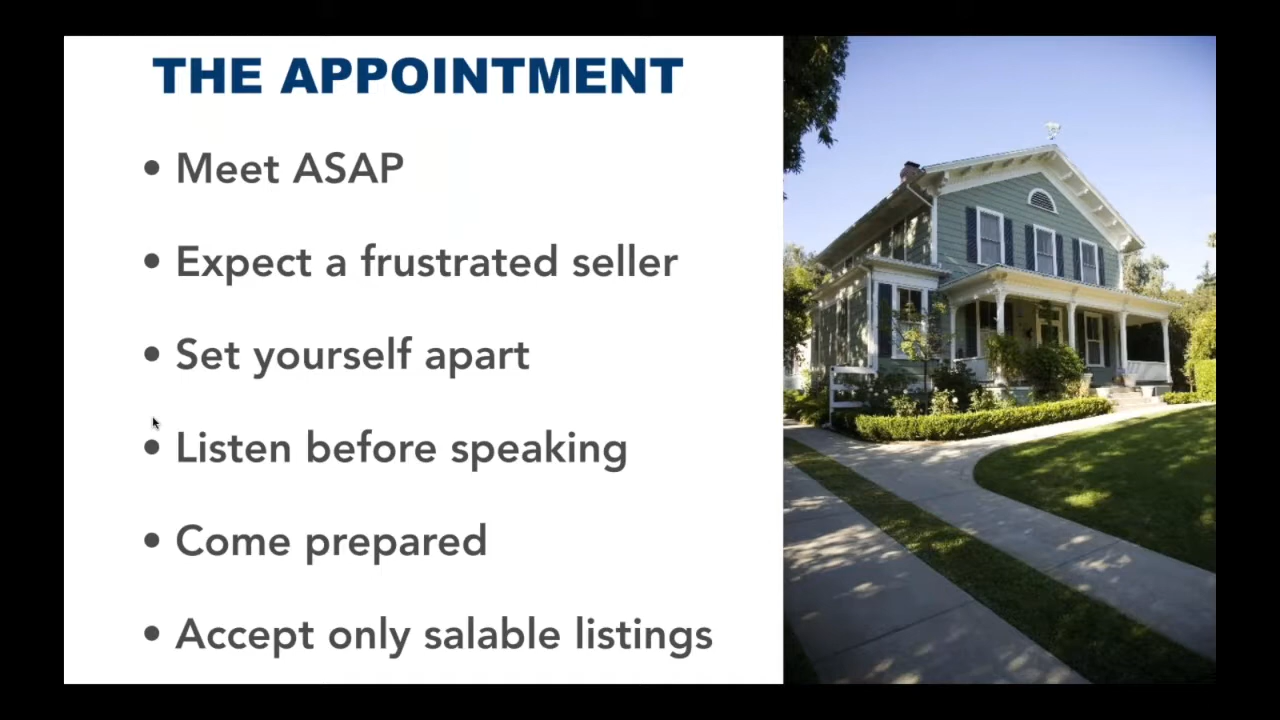 THE APPOINTMENT
• Meet ASAP
• Expect a frustrated seller
• Set yourself apart
• Listen before speaking
• Come prepared
• Accept only salable listings